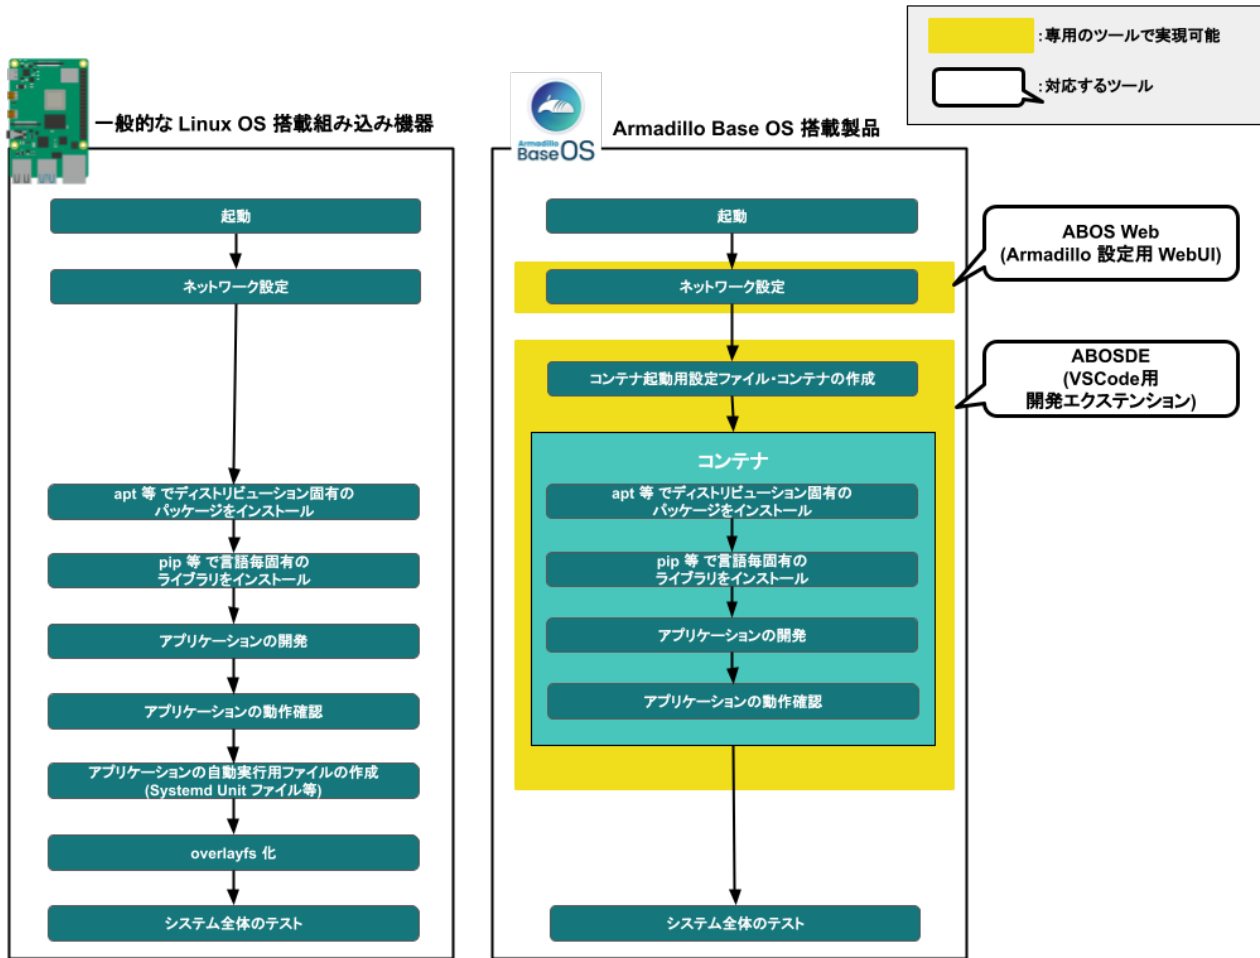 :専用のツールで実現可能
:対応するツール
一般的な Linux OS 搭載組み込み機器
起動
ネットワーク設定
apt 等 でディストリビューション固有の
パッケージをインストール
pip 等 で言語毎固有の
ライブラリをインストール
アプリケーションの開発
アプリケーションの動作確認
アプリケーションの自動実行用ファイルの作成
(Systemd Unit ファイル等)
overlayfs 化
システム全体のテスト
Armadillo
Base OS
Armadillo Base OS 搭載製品
起動
ネットワーク設定
コンテナ起動用設定ファイル・コンテナの作成
コンテナ
apt 等 でディストリビューション固有の
パッケージをインストール
pip 等 で言語毎固有の
ライブラリをインストール
アプリケーションの開発
アプリケーションの動作確認
システム全体のテスト
ABOS Web
(Armadillo 設定用 WebUI)
ABOSDE
(VSCode用
開発エクステンション)